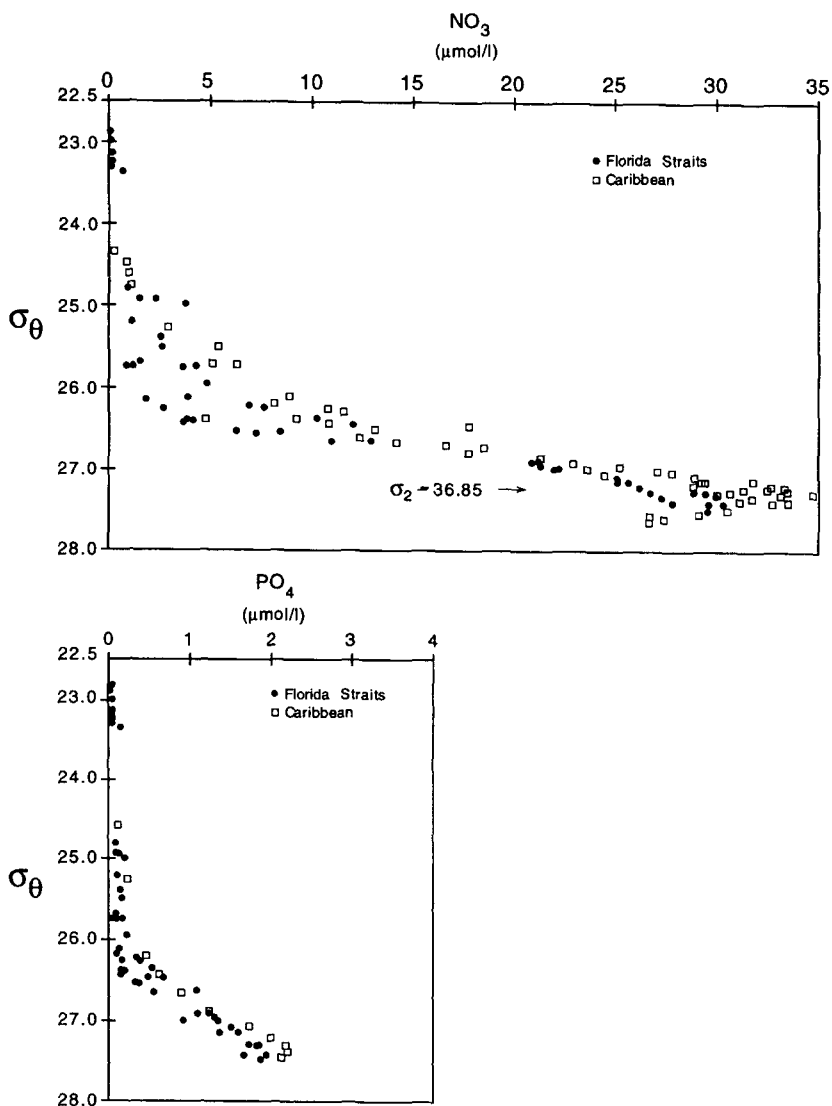 NO3
(μmol/l)
0 5 10 15 20 25 30 35
22.5
23.0
● Florida Straits
□ Caribbean
24.0
25.0
σθ
26.0
27.0
σ2 = 36.85 →
28.0
PO4
(μmol/l)
0 1 2 3 4
22.5
● Florida Straits
□ Caribbean
23.0
24.0
25.0
σθ
26.0
27.0
28.0